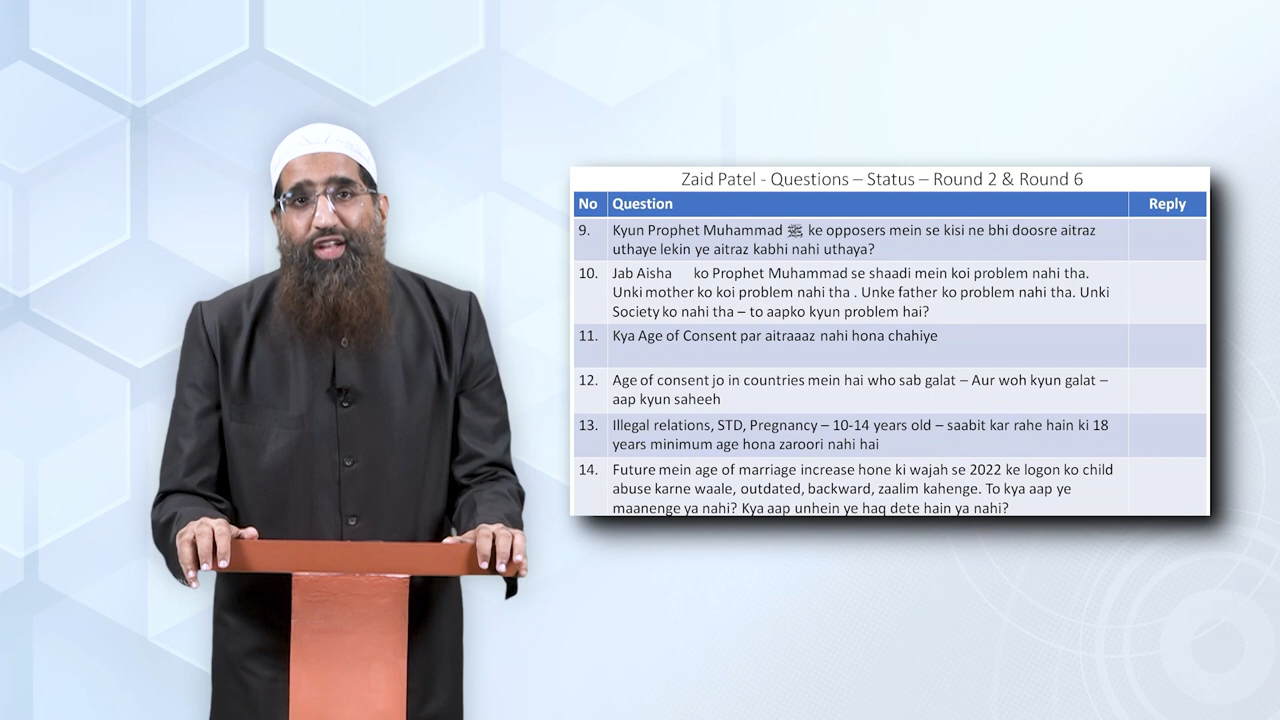 Zaid Patel - Questions – Status – Round 2 & Round 6
No Question Reply
9. Kyun Prophet Muhammad ﷺ ke opposers mein se kisi ne bhi doosre aitraz
uthaye lekin ye aitraz kabhi nahi uthaya?
10. Jab Aisha ko Prophet Muhammad se shaadi mein koi problem nahi tha.
Unki mother ko koi problem nahi tha . Unke father ko problem nahi tha. Unki
Society ko nahi tha – to aapko kyun problem hai?
11. Kya Age of Consent par aitraaaz nahi hona chahiye
12. Age of consent jo in countries mein hai who sab galat – Aur woh kyun galat –
aap kyun saheeh
13. Illegal relations, STD, Pregnancy – 10-14 years old – saabit kar rahe hain ki 18
years minimum age hona zaroori nahi hai
14. Future mein age of marriage increase hone ki wajah se 2022 ke logon ko child
abuse karne waale, outdated, backward, zaalim kahenge. To kya aap ye
maanenge ya nahi? Kya aap unhein ye haq dete hain ya nahi?